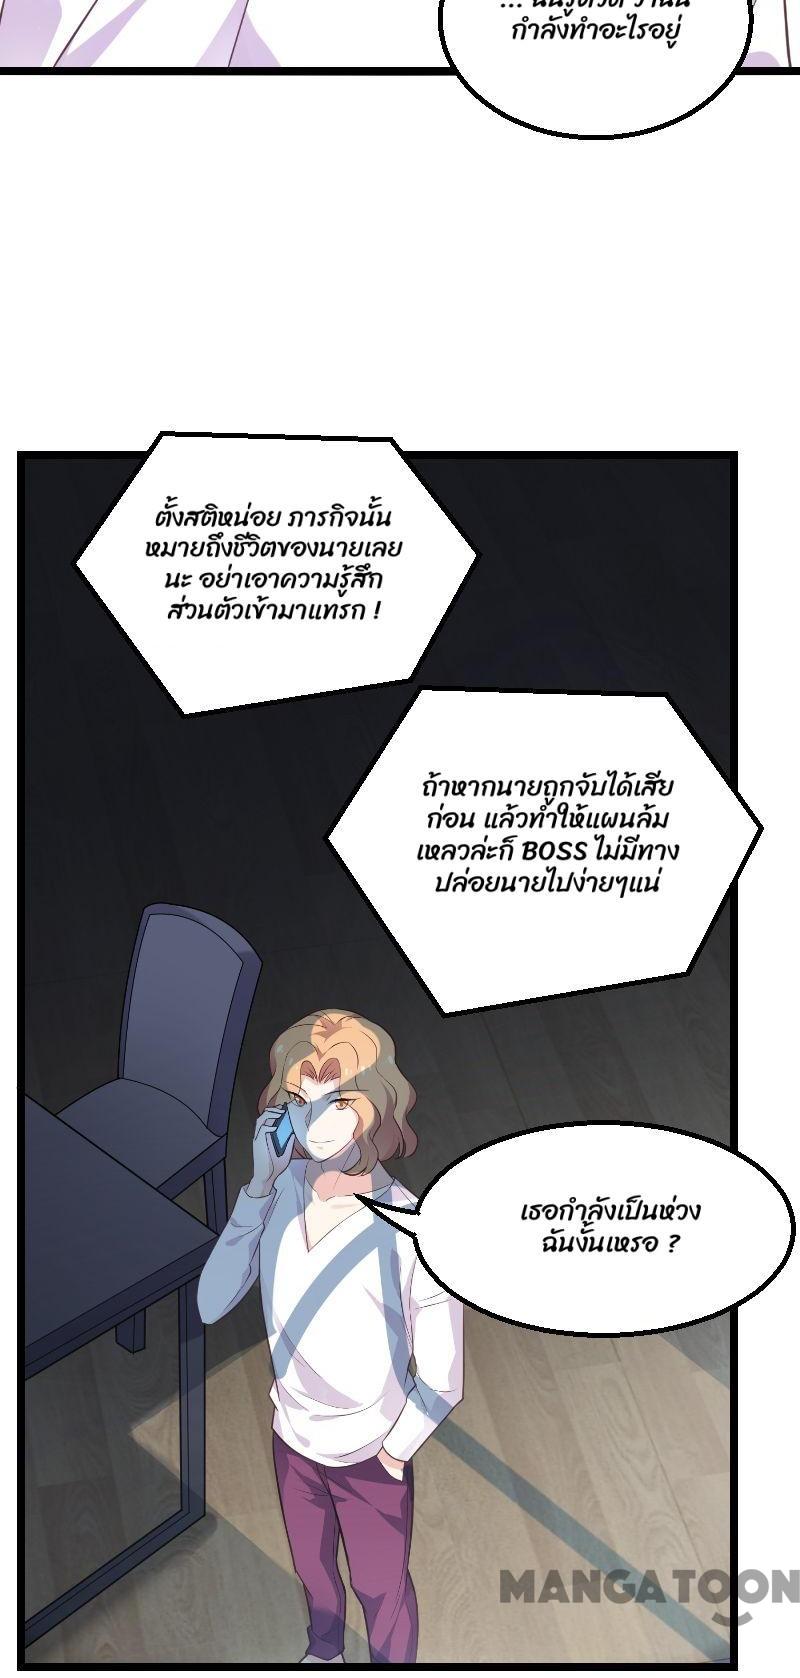 กำลังทำอะไรอยู่
ตั้งสติหน่อย ภารกิจนั้น
หมายถึงชีวิตของนายเลย
นะ อย่าเอาความรู้สึก
ส่วนตัวเข้ามาแทรก !
ถ้าหากนายถูกจับได้เสีย
ก่อน แล้วทำให้แผนล้ม
เหลวล่ะก็ BOSS ไม่มีทาง
ปล่อยนายไปง่ายๆแน่
เธอกำลังเป็นห่วง
ฉันงั้นเหรอ ?
MANGATOON